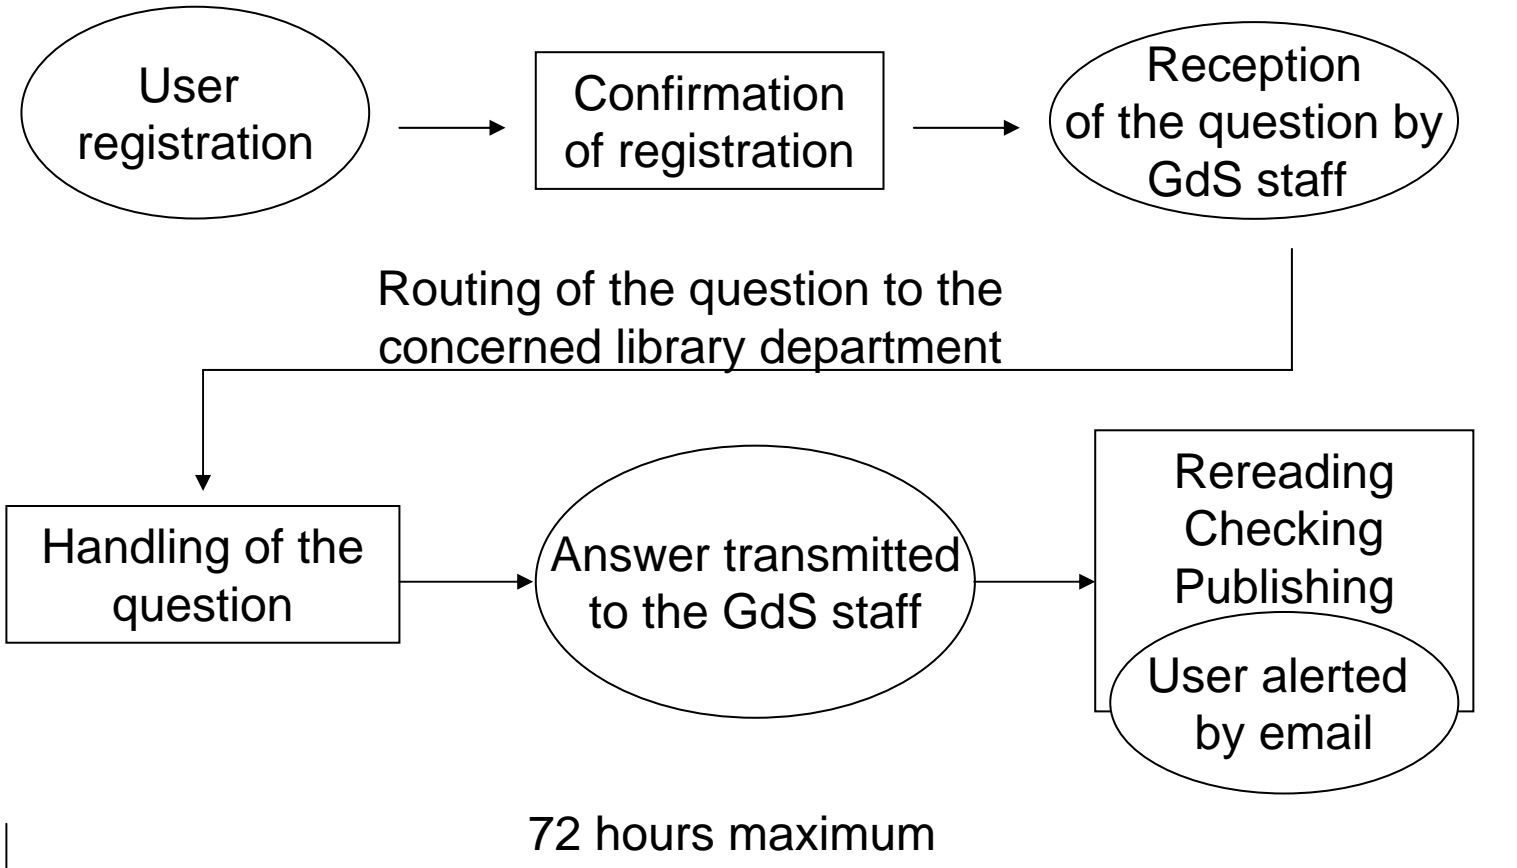 User
registration
Confirmation
of registration
Reception
of the question by
GdS staff
Routing of the question to the
concerned library department
Handling of the
question
Answer transmitted
to the GdS staff
Rereading
Checking
Publishing
User alerted
by email
72 hours maximum